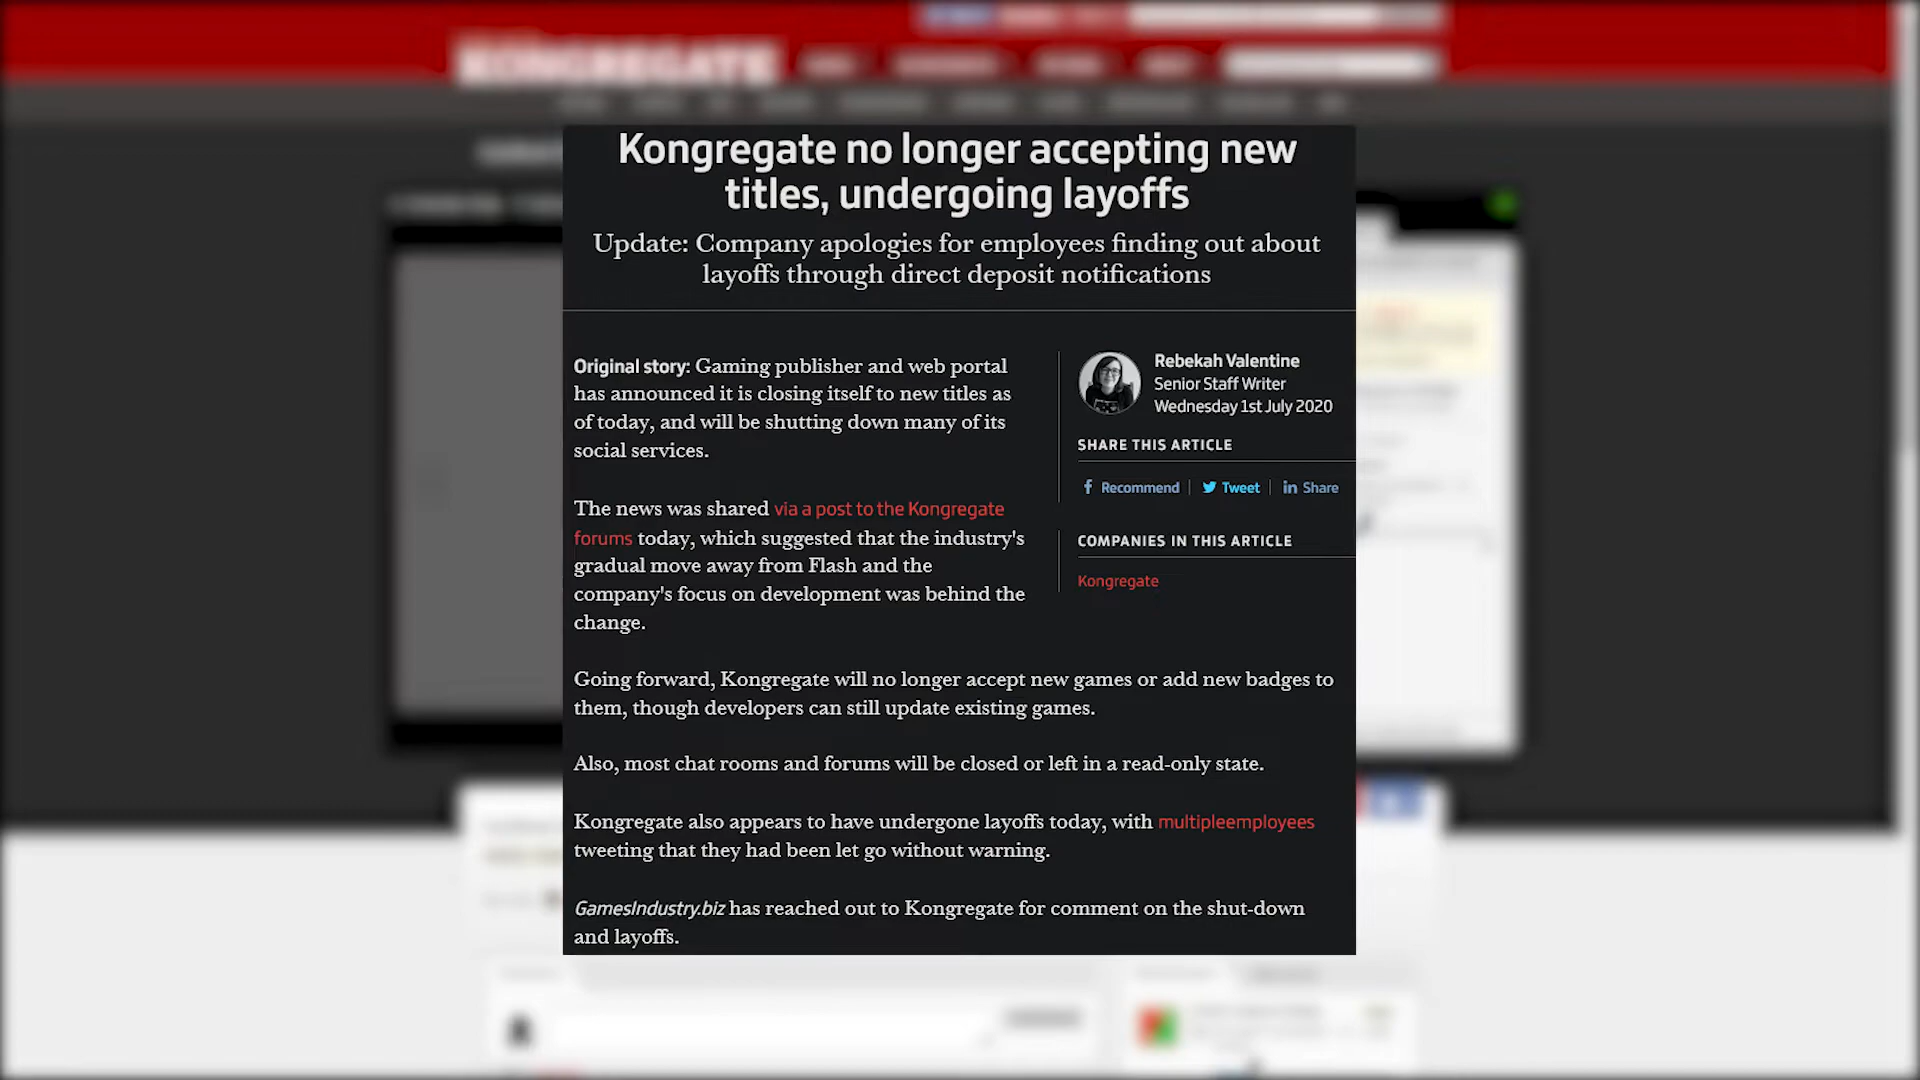 KONGREGATE
Kongregate no longer accepting new
titles, undergoing layoffs
Update: Company apologies for employees finding out about
layoffs through direct deposit notifications
Original story: Gaming publisher and web portal
has announced it is closing itself to new titles as
of today, and will be shutting down many of its
social services.
The news was shared via a post to the Kongregate
forums today, which suggested that the industry's
gradual move away from Flash and the
company's focus on development was behind the
change.
Rebekah Valentine
Senior Staff Writer
Wednesday 1st July 2020
SHARE THIS ARTICLE
Recommend Tweet Share
COMPANIES IN THIS ARTICLE
Kongregate
Going forward, Kongregate will no longer accept new games or add new badges to
them, though developers can still update existing games.
Also, most chat rooms and forums will be closed or left in a read-only state.
Kongregate also appears to have undergone layoffs today, with multipleemployees
tweeting that they had been let go without warning.
GamesIndustry.biz has reached out to Kongregate for comment on the shut-down
and layoffs.